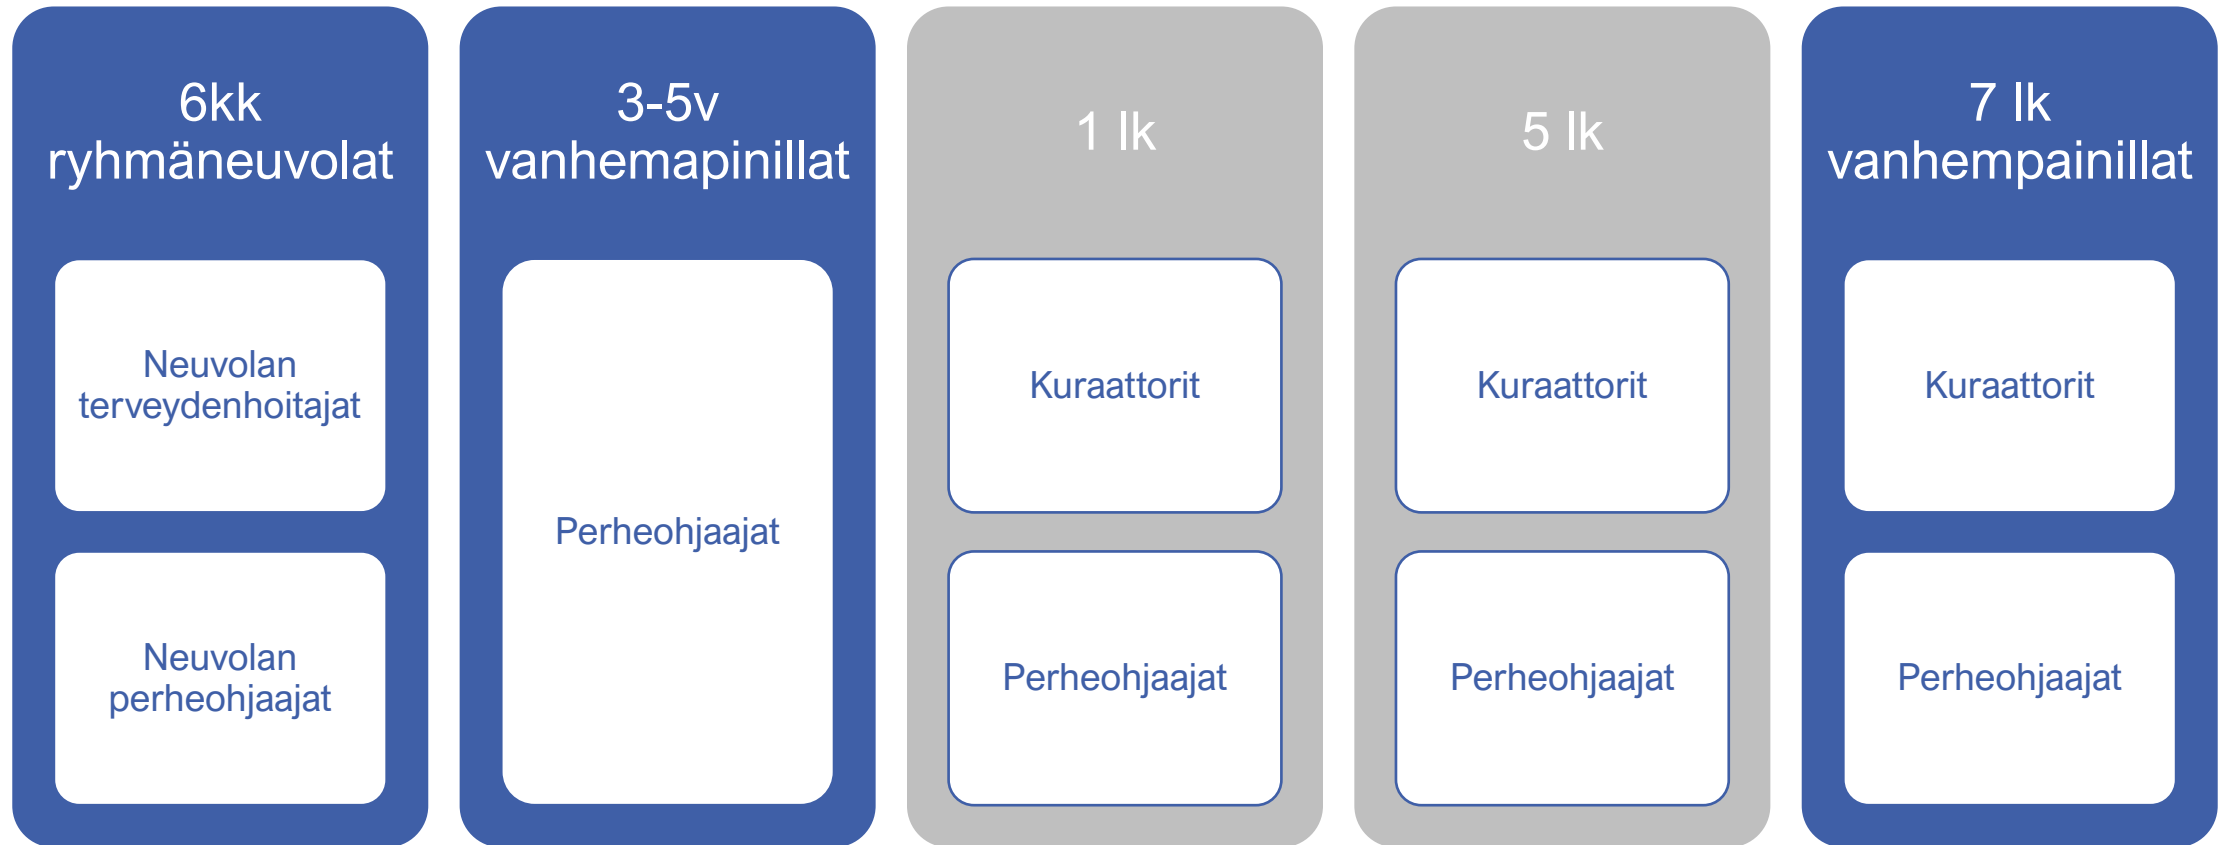 6kk
ryhmäneuvolat
Neuvolan
terveydenhoitajat
Neuvolan
perheohjaajat
3-5v
vanhemapinillat
Perheohjaajat
1 lk
Kuraattorit
Perheohjaajat
5 lk
Kuraattorit
Perheohjaajat
7 lk
vanhempainillat
Kuraattorit
Perheohjaajat